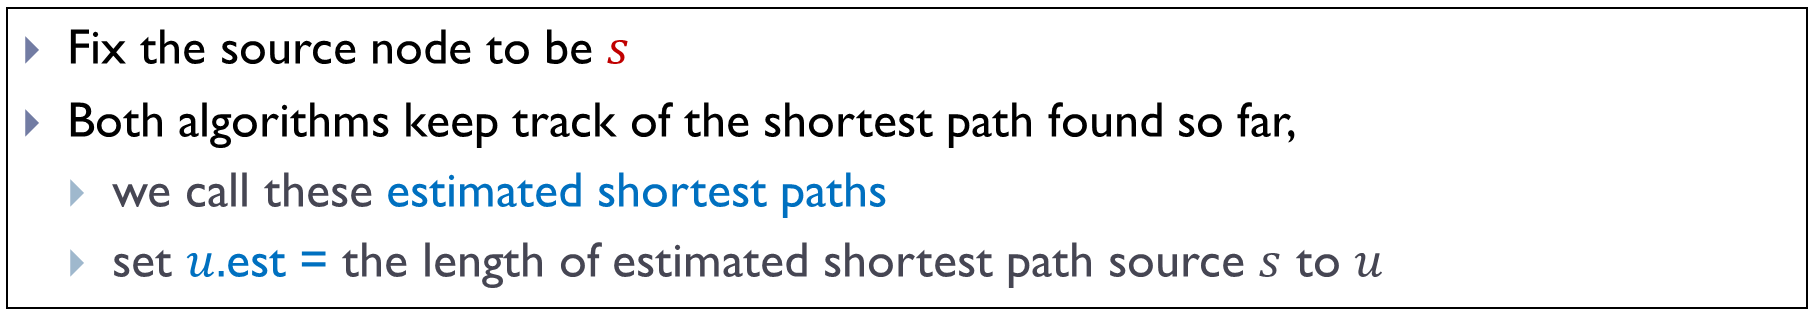 Fix the source node to be s
Both algorithms keep track of the shortest path found so far,
we call these estimated shortest paths
set u.est = the length of estimated shortest path source s to u